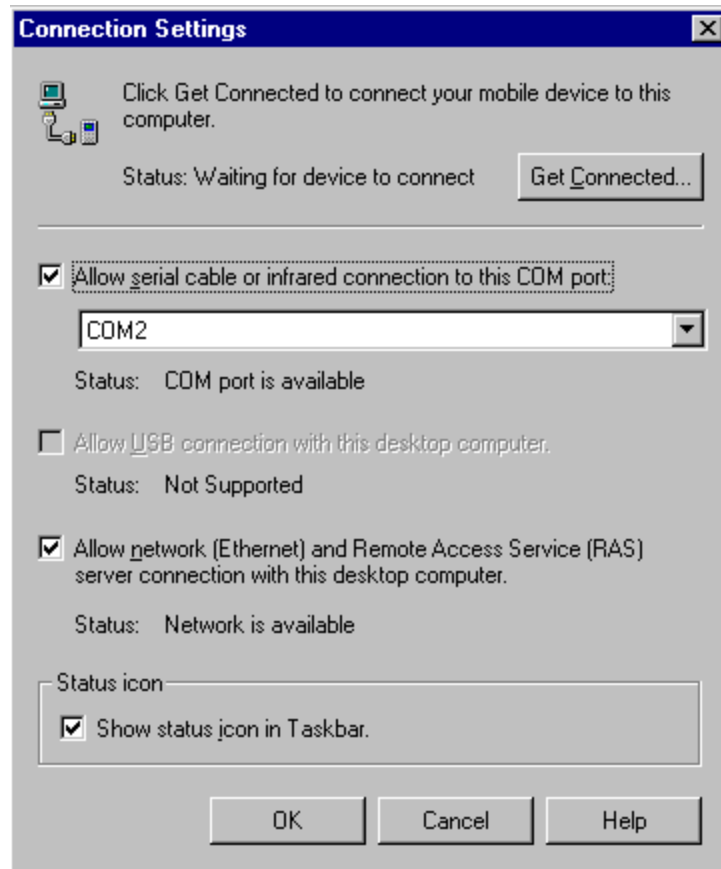 Connection Settings
Click Get Connected to connect your mobile device to this
computer.
Status: Waiting for device to connect
Get Connected...
Allow serial cable or infrared connection to this COM port:
COM2
Status: COM port is available
Allow USB connection with this desktop computer.
Status: Not Supported
Allow network (Ethernet) and Remote Access Service (RAS)
server connection with this desktop computer.
Status: Network is available
Status icon
Show status icon in Taskbar.
OK Cancel Help